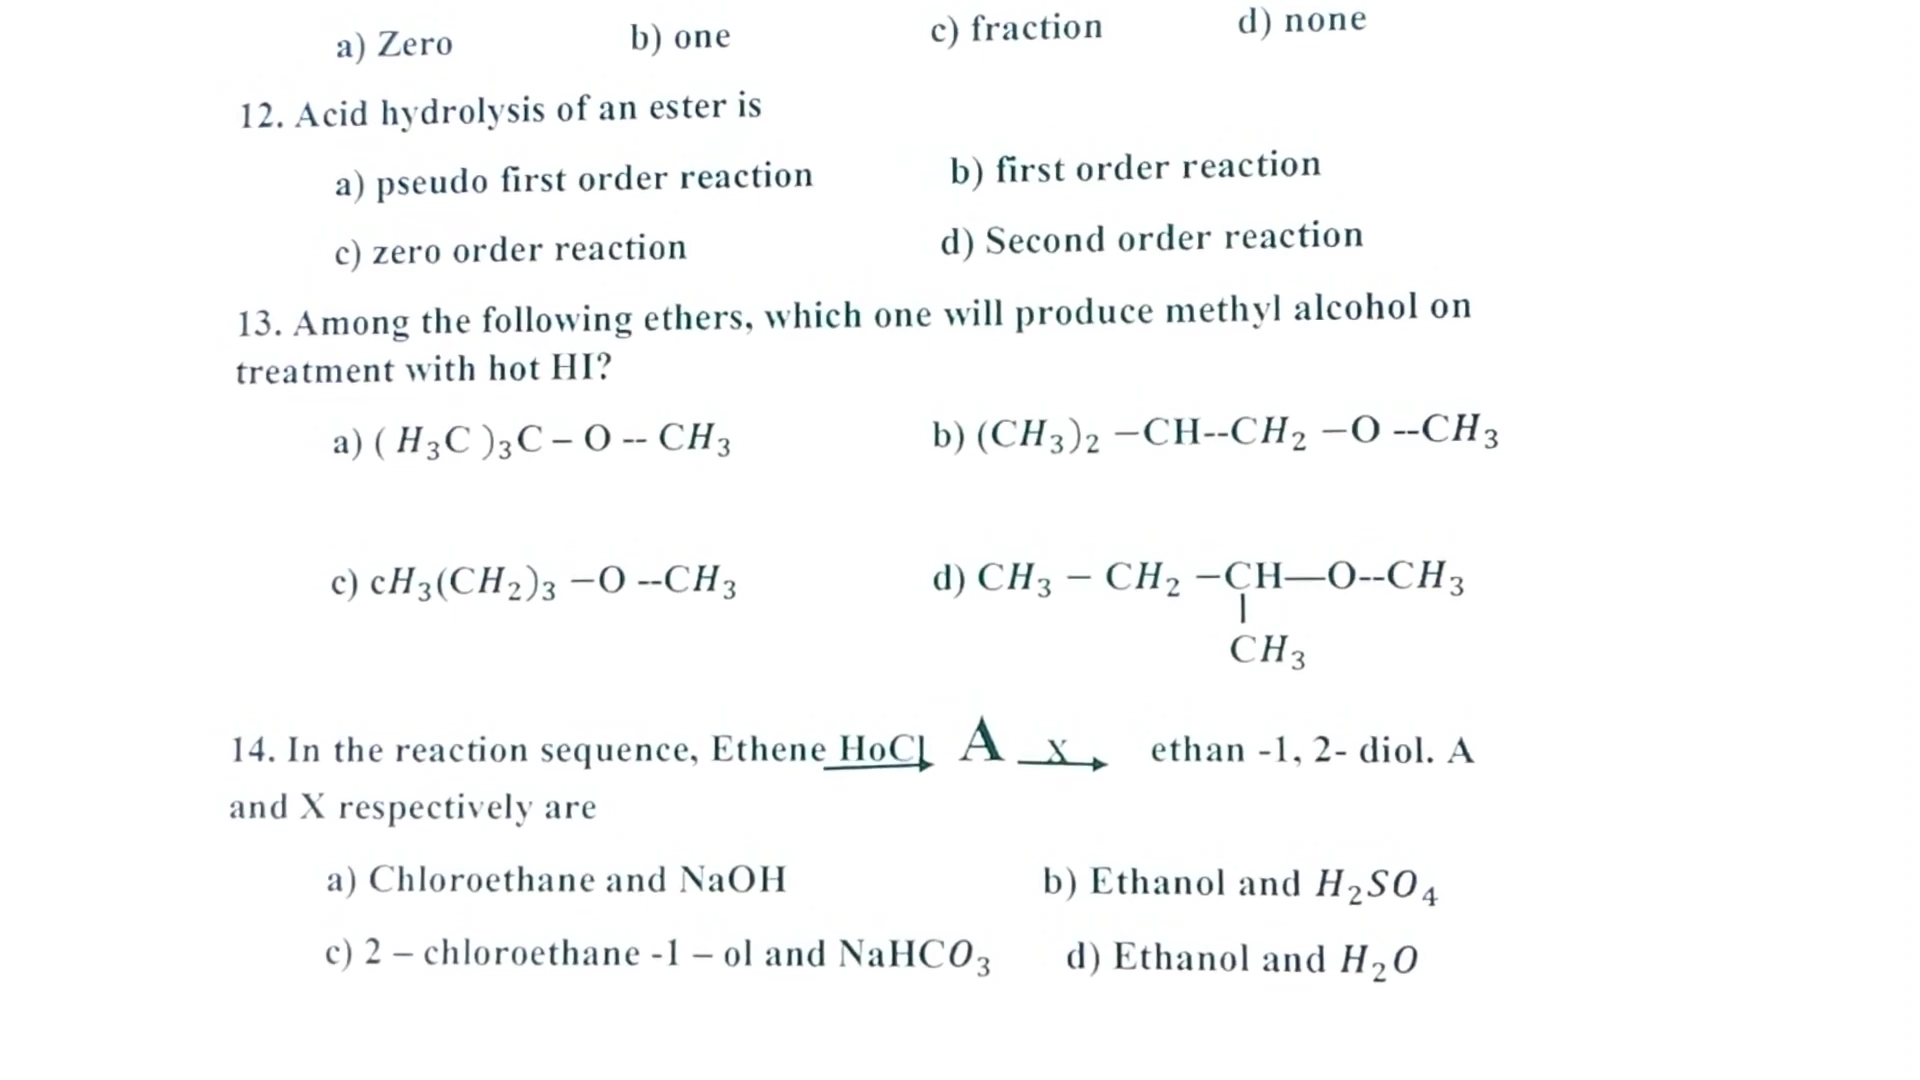 a) Zero b) one c) fraction d) none
12. Acid hydrolysis of an ester is
a) pseudo first order reaction b) first order reaction
c) zero order reaction d) Second order reaction
13. Among the following ethers, which one will produce methyl alcohol on
treatment with hot HI?
a) ( H₃C )₃C – O -- CH₃ b) (CH₃)₂ –CH--CH₂ –O --CH₃
c) cH₃(CH₂)₃ –O --CH₃ d) CH₃ – CH₂ –CH—O--CH₃
|
CH₃
14. In the reaction sequence, Ethene HoCl A X ethan -1, 2- diol. A
and X respectively are
a) Chloroethane and NaOH b) Ethanol and H₂SO₄
c) 2 – chloroethane -1 – ol and NaHCO₃ d) Ethanol and H₂O